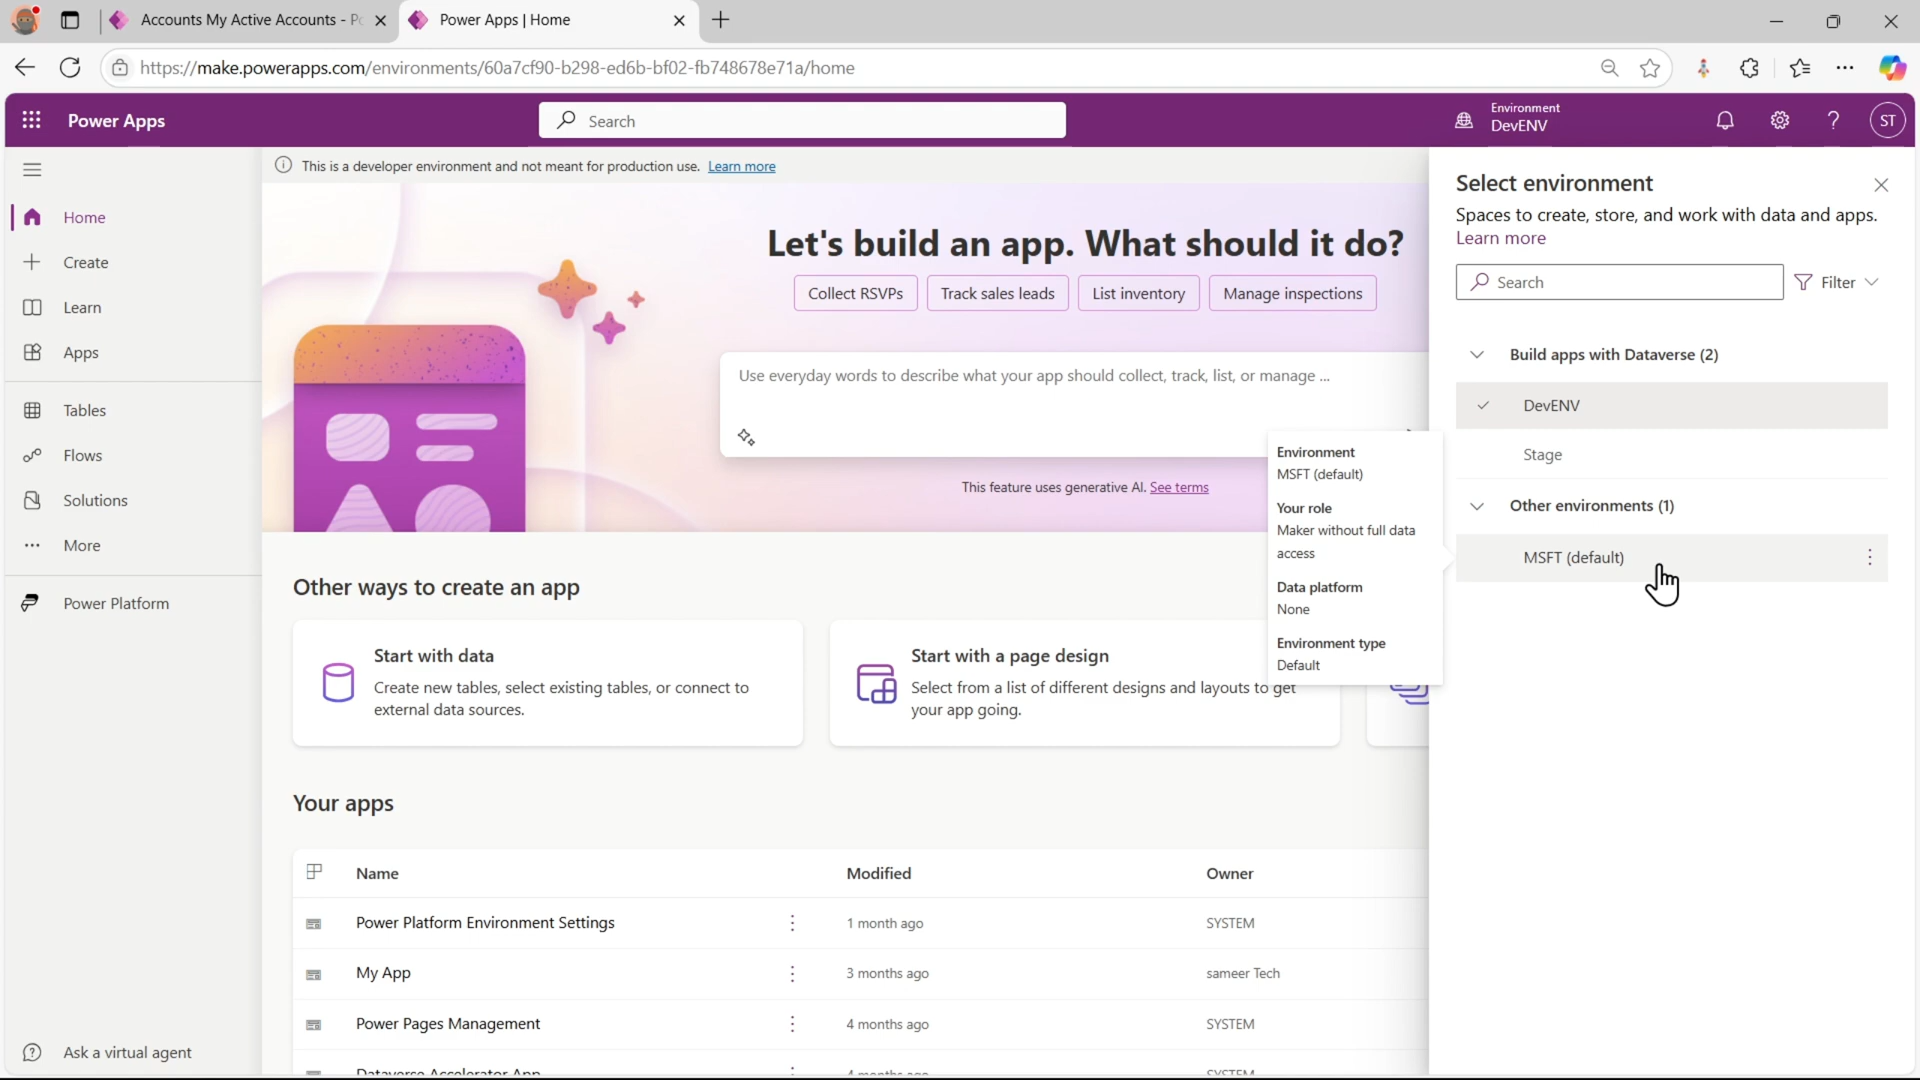 Accounts My Active Accounts - Po
Power Apps | Home
https://make.powerapps.com/environments/60a7cf90-b298-ed6b-bf02-fb748678e71a/home
Power Apps
Search
Environment
DevENV
ST
This is a developer environment and not meant for production use. Learn more
Home
Create
Learn
Apps
Tables
Flows
Solutions
More
Power Platform
Ask a virtual agent
Let's build an app. What should it do?
Collect RSVPs
Track sales leads
List inventory
Manage inspections
Use everyday words to describe what your app should collect, track, list, or manage ...
This feature uses generative AI. See terms
Other ways to create an app
Start with data
Create new tables, select existing tables, or connect to
external data sources.
Start with a page design
Select from a list of different designs and layouts to get
your app going.
Your apps
Name Modified Owner
Power Platform Environment Settings 1 month ago SYSTEM
My App 3 months ago sameer Tech
Power Pages Management 4 months ago SYSTEM
Dataverse Accelerator App 4 months ago SYSTEM
Environment
MSFT (default)
Your role
Maker without full data
access
Data platform
None
Environment type
Default
Select environment
Spaces to create, store, and work with data and apps.
Learn more
Search
Filter
Build apps with Dataverse (2)
DevENV
Stage
Other environments (1)
MSFT (default)